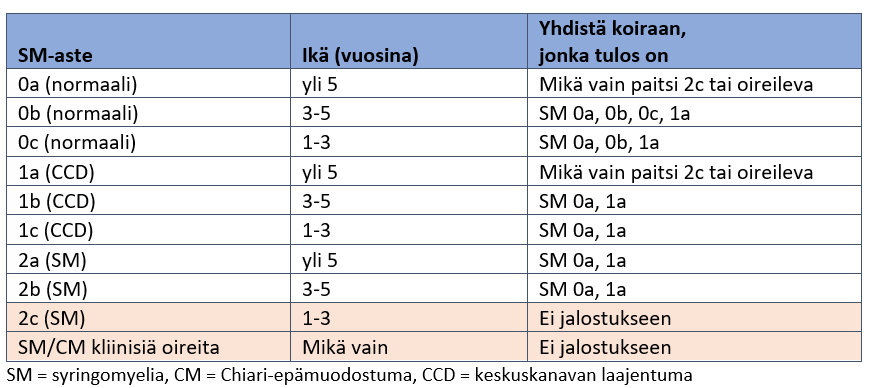 SM-aste Ikä (vuosina) Yhdistä koiraan,
jonka tulos on
0a (normaali) yli 5 Mikä vain paitsi 2c tai oireileva
0b (normaali) 3-5 SM 0a, 0b, 0c, 1a
0c (normaali) 1-3 SM 0a, 0b, 1a
1a (CCD) yli 5 Mikä vain paitsi 2c tai oireileva
1b (CCD) 3-5 SM 0a, 1a
1c (CCD) 1-3 SM 0a, 1a
2a (SM) yli 5 SM 0a, 1a
2b (SM) 3-5 SM 0a, 1a
2c (SM) 1-3 Ei jalostukseen
SM/CM kliinisiä oireita Mikä vain Ei jalostukseen
SM = syringomyelia, CM = Chiari-epämuodostuma, CCD = keskuskanavan laajentuma